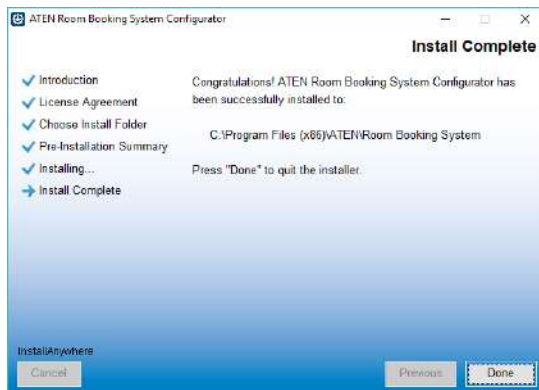 ATEN Room Booking System Configurator
Install Complete
Introduction
License Agreement
Choose Install Folder
Pre-Installation Summary
Installing...
Install Complete
Congratulations! ATEN Room Booking System Configurator has
been successfully installed to:
C:\Program Files (x86)\ATEN\Room Booking System
Press "Done" to quit the installer.
InstallAnywhere
Cancel
Previous
Done